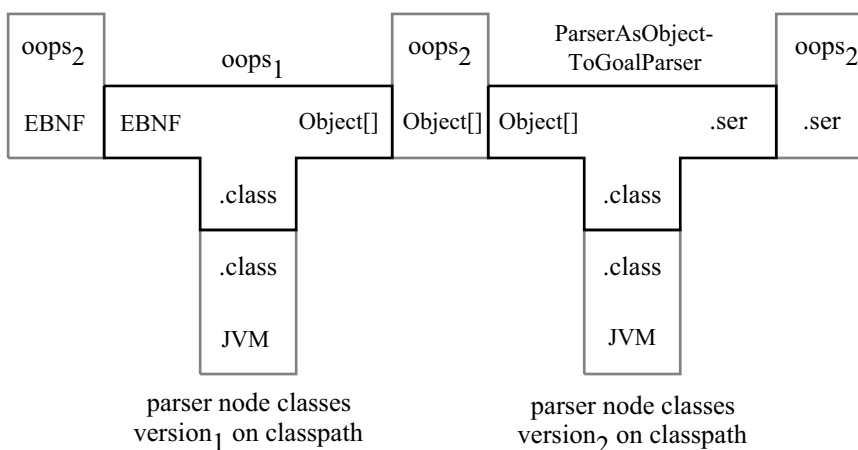 oops2
oops1
oops2
ParserAsObject-
ToGoalParser
oops2
EBNF
EBNF
Object[]
Object[]
Object[]
.ser
.ser
.class
.class
.class
.class
JVM
JVM
parser node classes
version1 on classpath
parser node classes
version2 on classpath